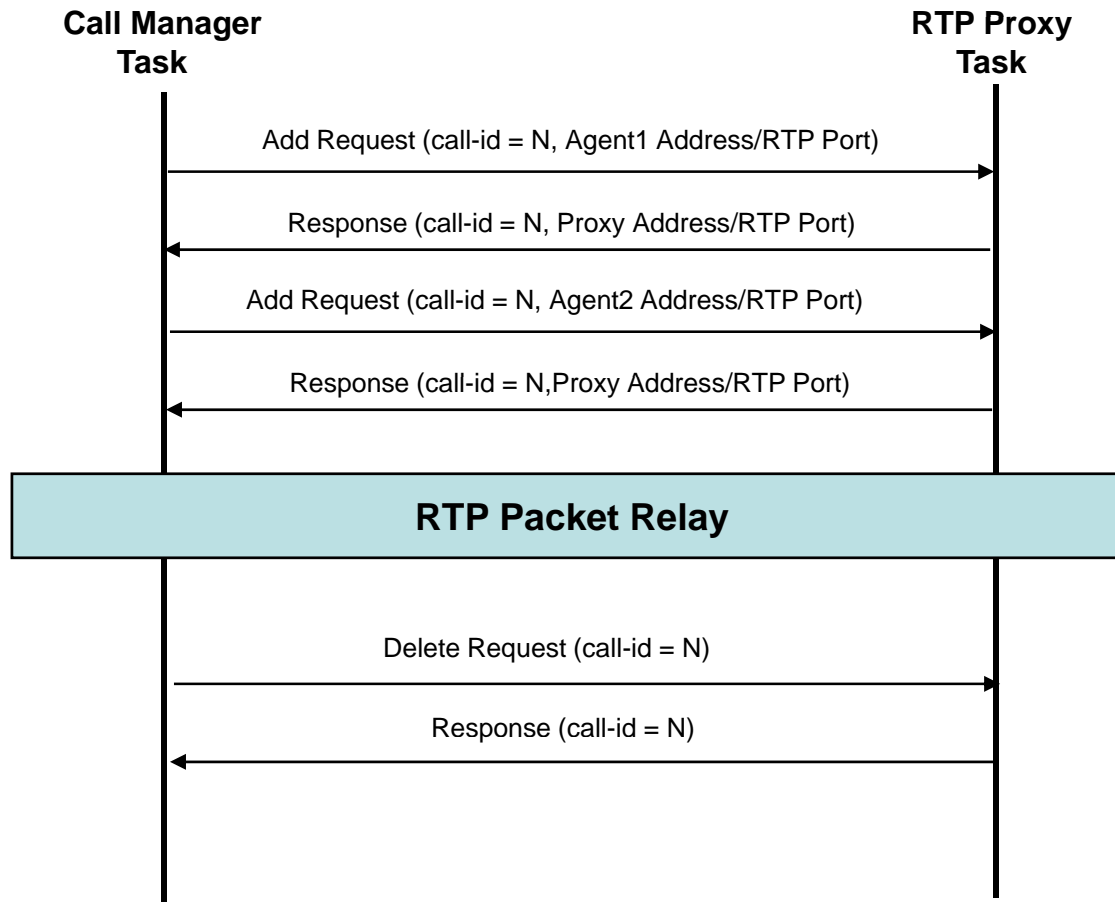 Call Manager
Task
RTP Proxy
Task
Add Request (call-id = N, Agent1 Address/RTP Port)
Response (call-id = N, Proxy Address/RTP Port)
Add Request (call-id = N, Agent2 Address/RTP Port)
Response (call-id = N,Proxy Address/RTP Port)
RTP Packet Relay
Delete Request (call-id = N)
Response (call-id = N)